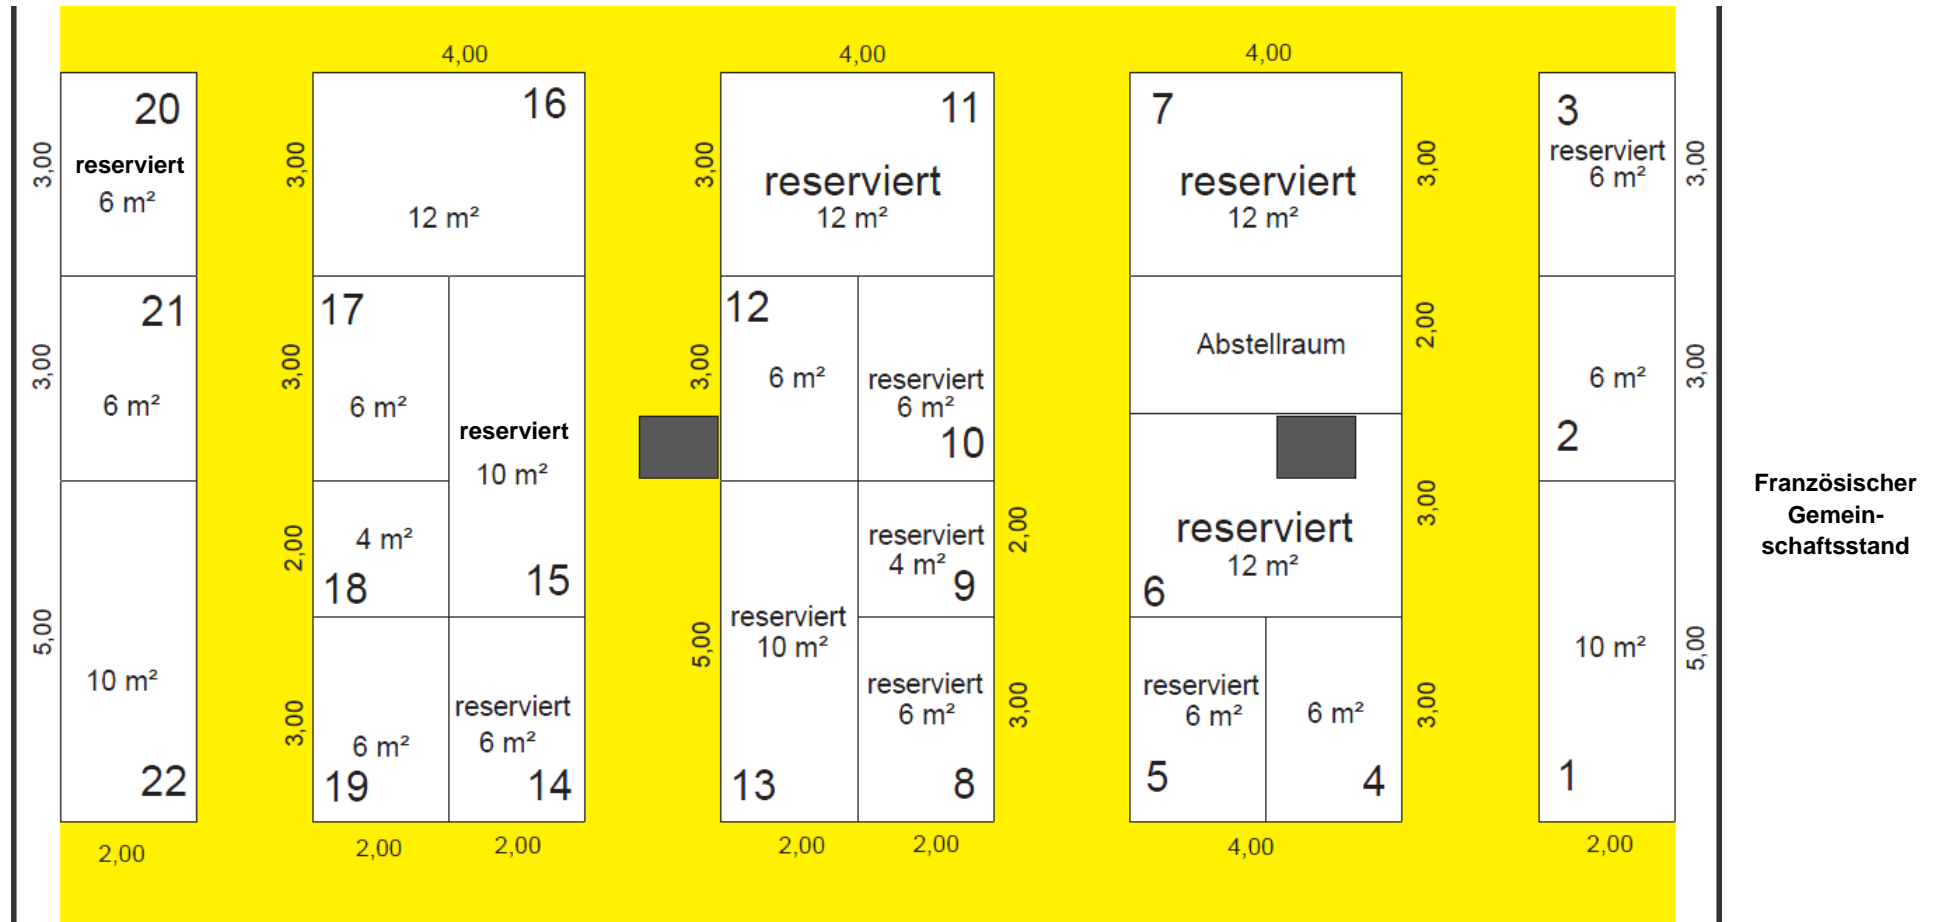 4,00
4,00
4,00
20
reserviert
6 m²
3,00
21
6 m²
3,00
10 m²
22
5,00
2,00
16
12 m²
3,00
17
6 m²
3,00
reserviert
10 m²
15
4 m²
18
2,00
6 m²
19
3,00
reserviert
6 m²
14
2,00
2,00
11
reserviert
12 m²
3,00
12
6 m²
3,00
reserviert
6 m²
10
reserviert
4 m²
9
2,00
reserviert
10 m²
13
5,00
reserviert
6 m²
8
3,00
2,00
2,00
7
reserviert
12 m²
3,00
Abstellraum
2,00
reserviert
12 m²
6
3,00
reserviert
6 m²
5
6 m²
4
3,00
4,00
3
reserviert
6 m²
3,00
6 m²
2
3,00
10 m²
1
5,00
2,00
Französischer
Gemein-
schaftsstand